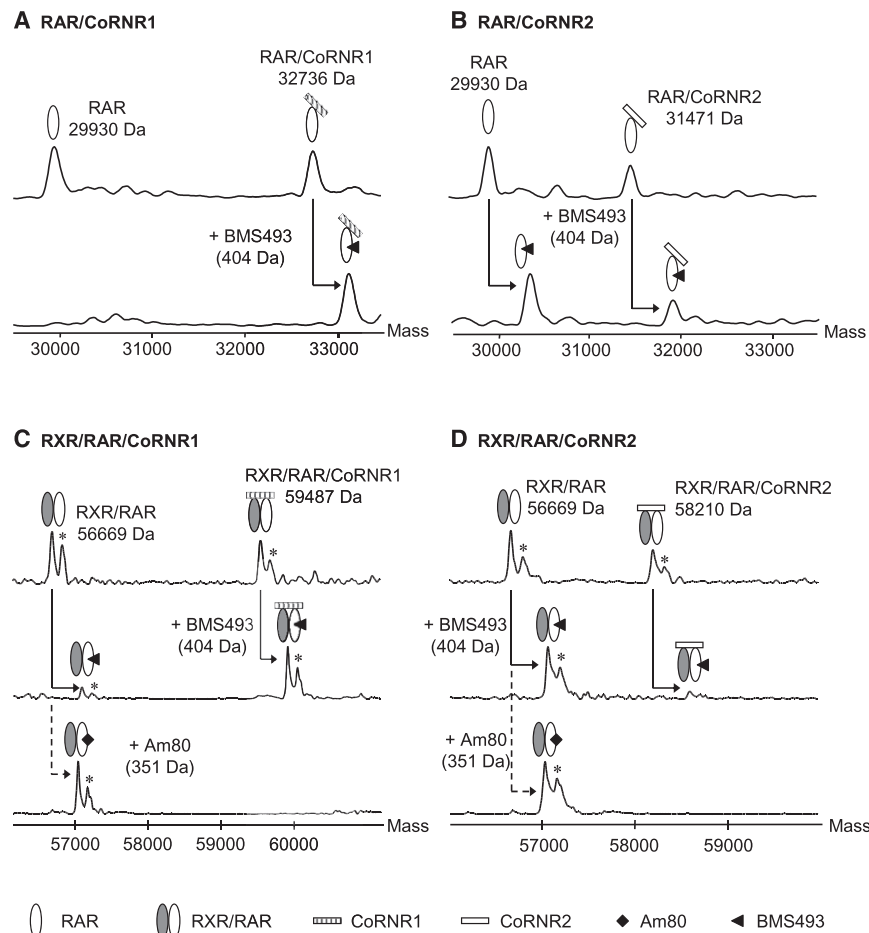 A RAR/CoRNR1
RAR
29930 Da
RAR/CoRNR1
32736 Da
+ BMS493
(404 Da)
Mass
30000 31000 32000 33000
B RAR/CoRNR2
RAR
29930 Da
RAR/CoRNR2
31471 Da
+ BMS493
(404 Da)
Mass
30000 31000 32000 33000
C RXR/RAR/CoRNR1
RXR/RAR
56669 Da
*
RXR/RAR/CoRNR1
59487 Da
*
+ BMS493
(404 Da)
*
*
+ Am80
(351 Da)
*
Mass
57000 58000 59000 60000
D RXR/RAR/CoRNR2
RXR/RAR
56669 Da
*
RXR/RAR/CoRNR2
58210 Da
*
+ BMS493
(404 Da)
*
+ Am80
(351 Da)
*
Mass
57000 58000 59000
RAR RXR/RAR CoRNR1 CoRNR2 Am80 BMS493